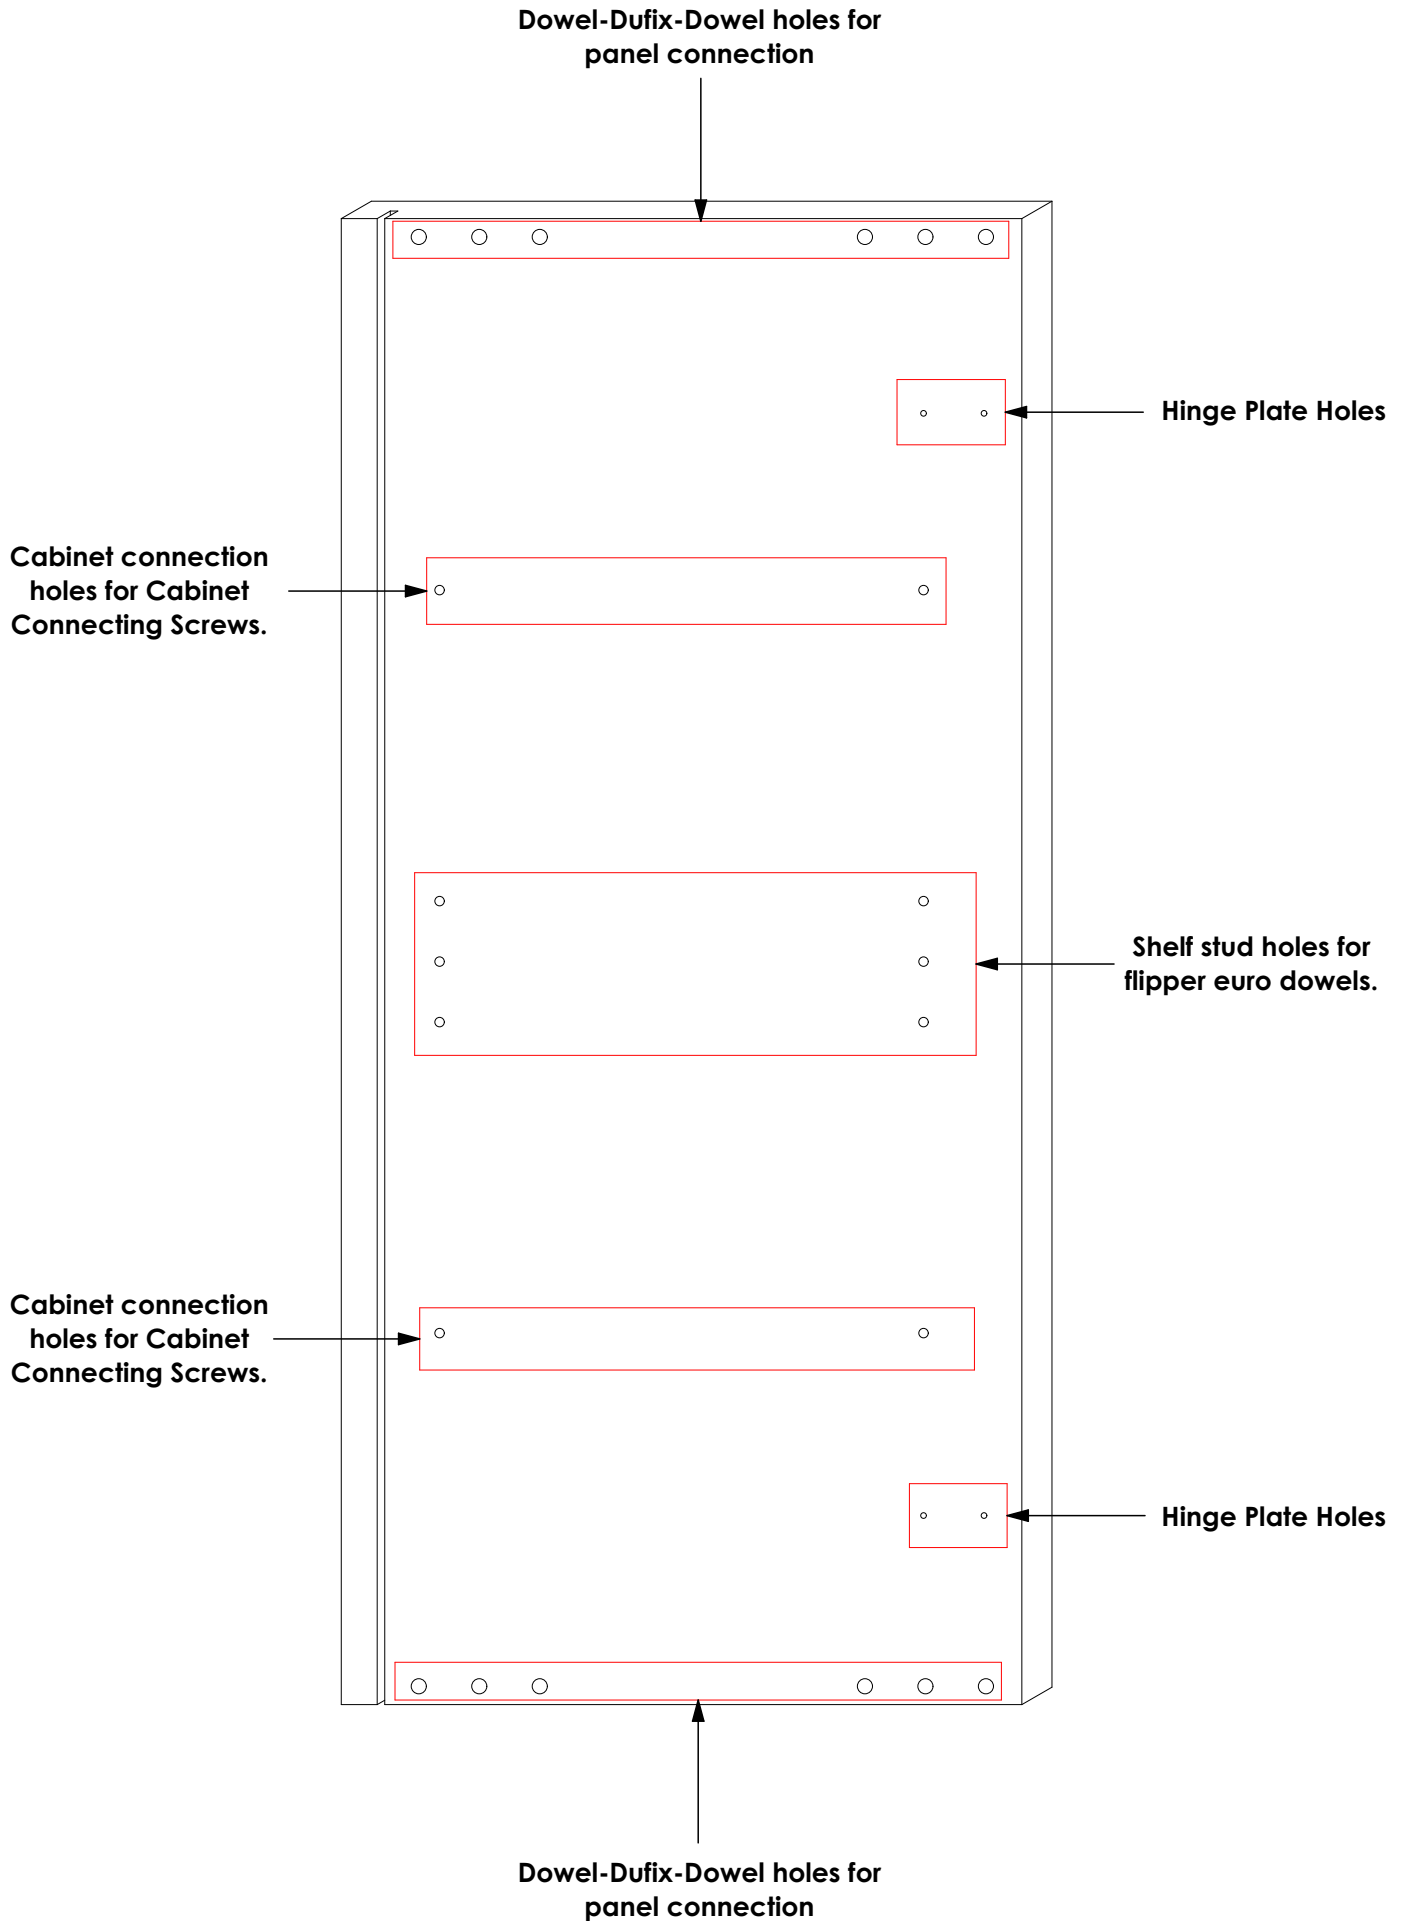 Dowel-Dufix-Dowel holes for
panel connection
Hinge Plate Holes
Cabinet connection
holes for Cabinet
Connecting Screws.
Shelf stud holes for
flipper euro dowels.
Cabinet connection
holes for Cabinet
Connecting Screws.
Hinge Plate Holes
Dowel-Dufix-Dowel holes for
panel connection